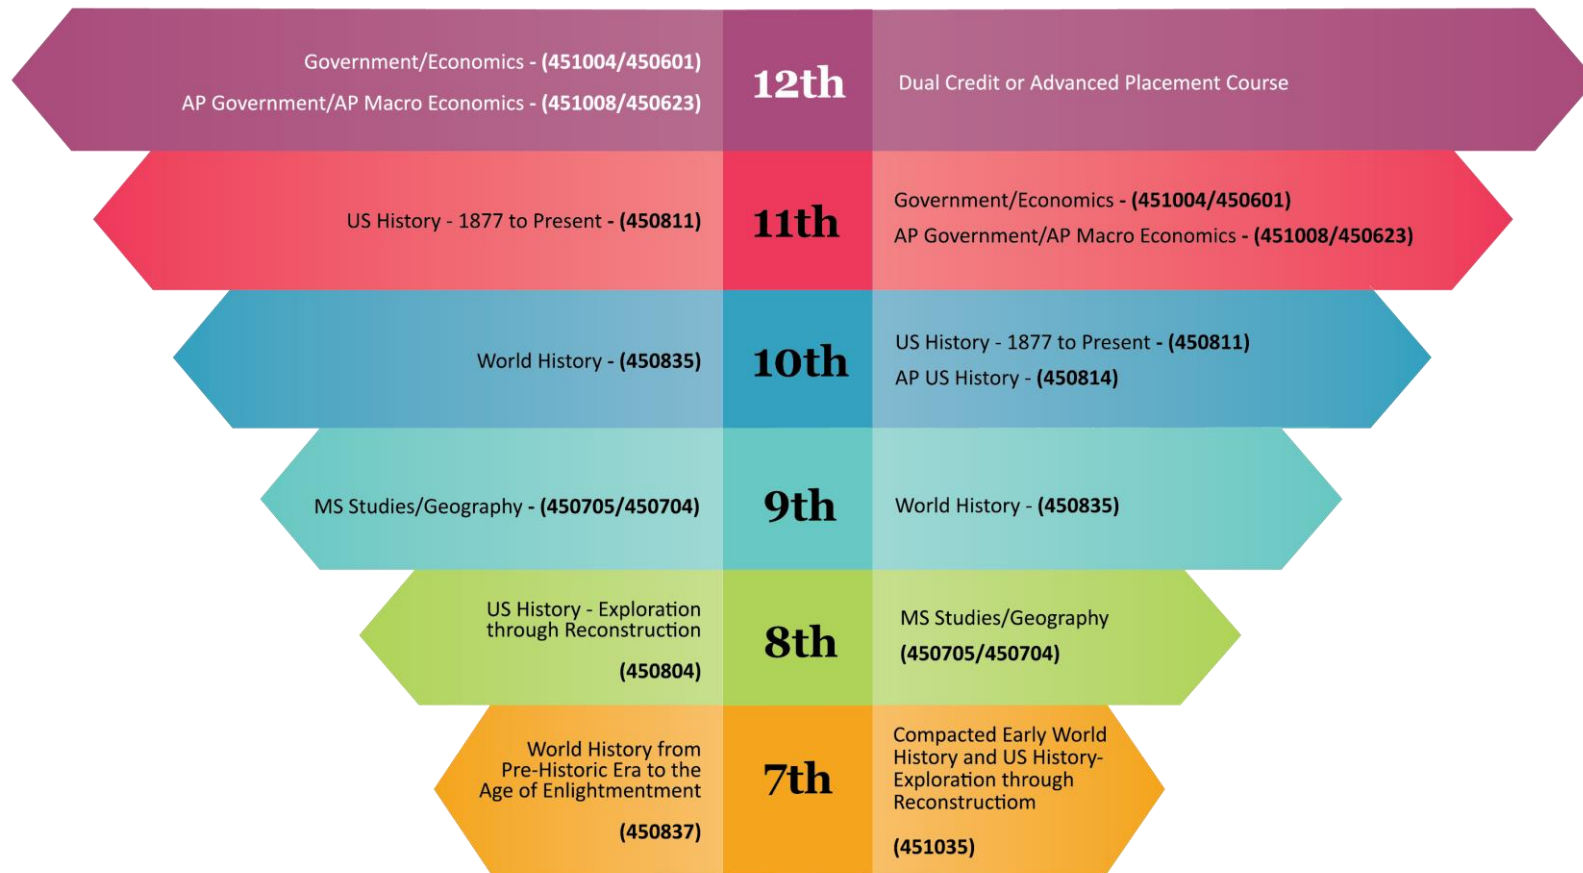 Government/Economics - (451004/450601)
AP Government/AP Macro Economics - (451008/450623)
12th
Dual Credit or Advanced Placement Course
US History - 1877 to Present - (450811)
11th
Government/Economics - (451004/450601)
AP Government/AP Macro Economics - (451008/450623)
World History - (450835)
10th
US History - 1877 to Present - (450811)
AP US History - (450814)
MS Studies/Geography - (450705/450704)
9th
World History - (450835)
US History - Exploration
through Reconstruction
(450804)
8th
MS Studies/Geography
(450705/450704)
World History from
Pre-Historic Era to the
Age of Enlightmentment
(450837)
7th
Compacted Early World
History and US History-
Exploration through
Reconstructiom
(451035)